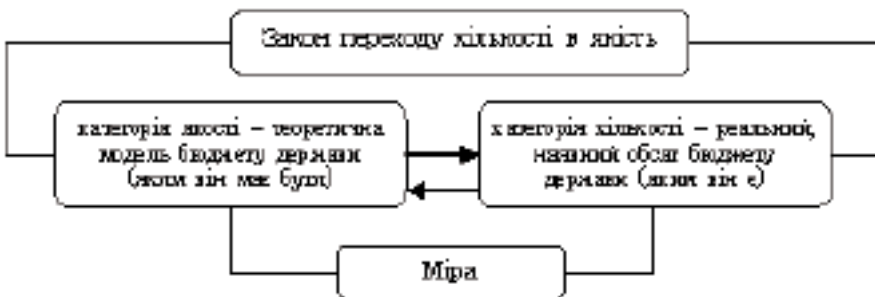 Закон переходу кількості в якість
категорія якості – теоретична
модель бюджету держави
(яким він має бути)
категорія кількості – реальний,
наявний обсяг бюджету
держави (яким він є)
Міра